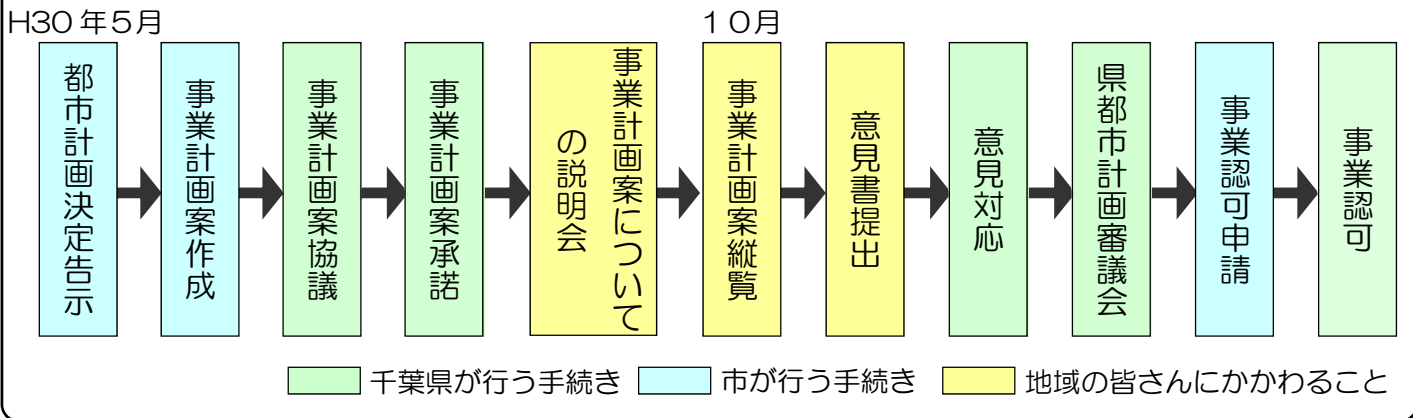 H30年5月
10月
都市計画決定告示
事業計画案作成
事業計画案協議
事業計画案承諾
事業計画案について
の説明会
事業計画案縦覧
意見書提出
意見対応
県都市計画審議会
事業認可申請
事業認可
千葉県が行う手続き
市が行う手続き
地域の皆さんにかかわること